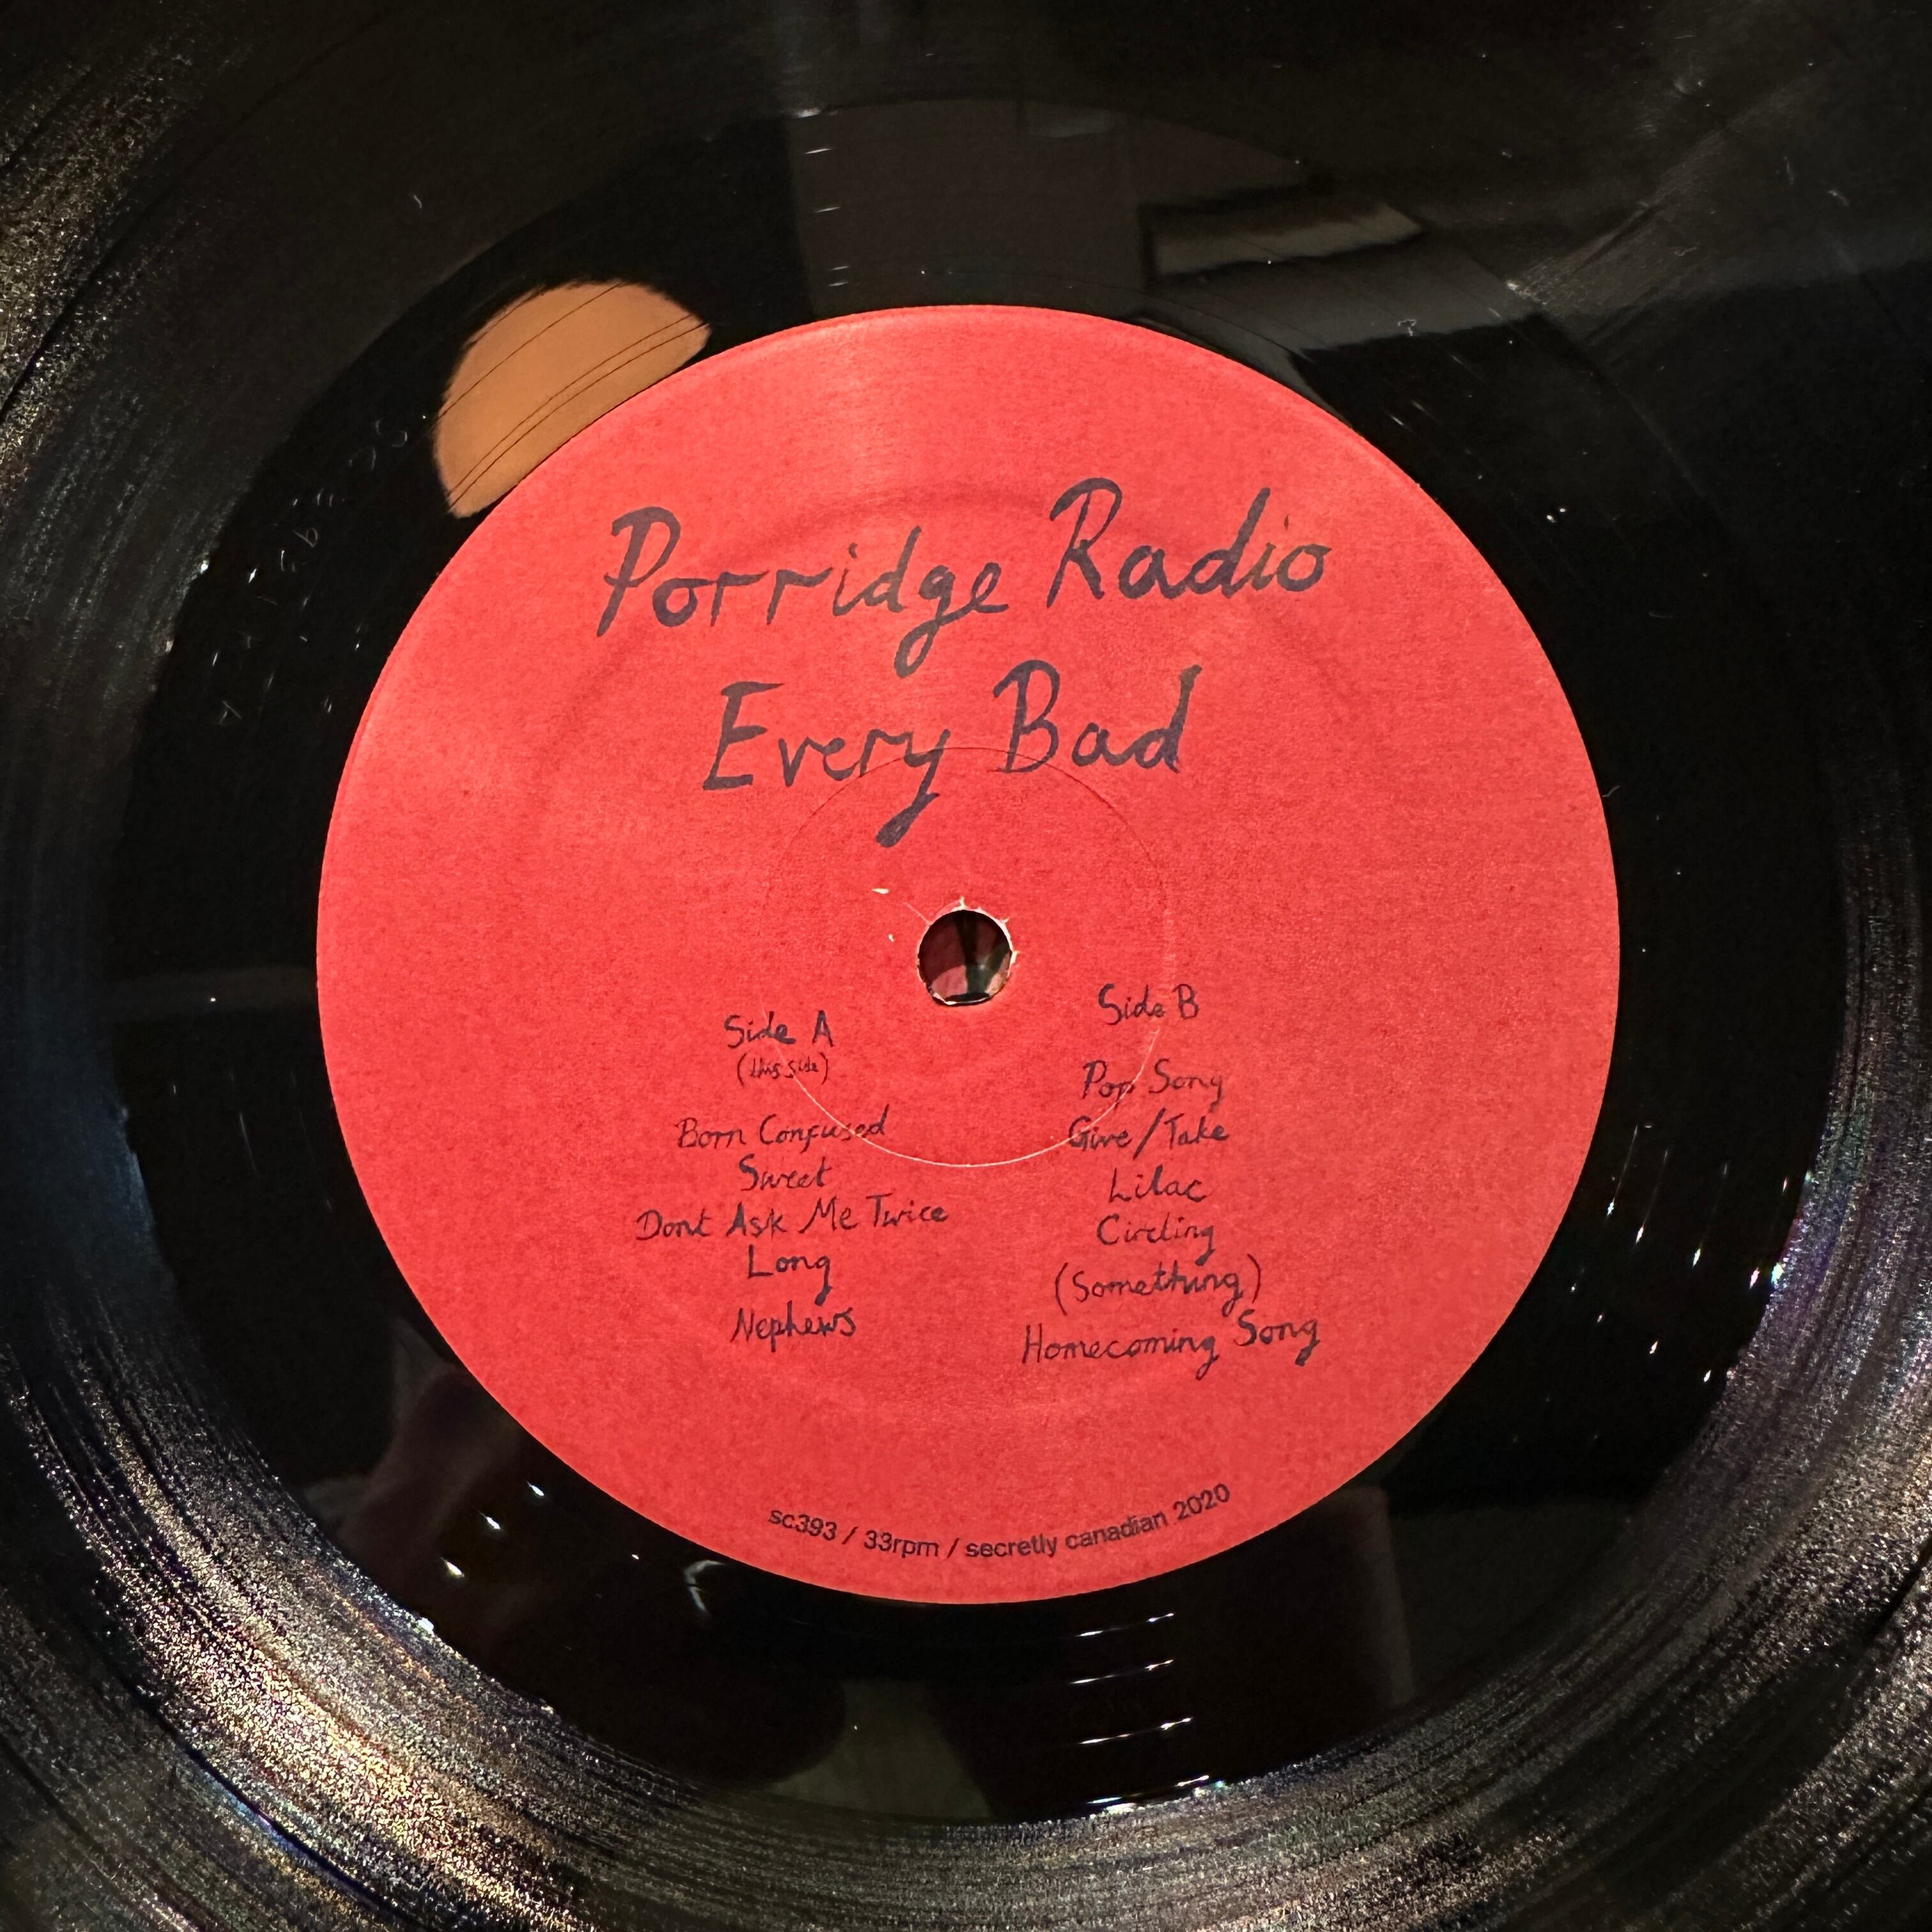 Porridge Radio
Every Bad
Side A
(this side)
Born Confused
Sweet
Dont Ask Me Twice
Long
Nephews
Side B
Pop Song
Give/Take
Lilac
Circling
(Something)
Homecoming Song
sc393 / 33rpm / secretly canadian 2020